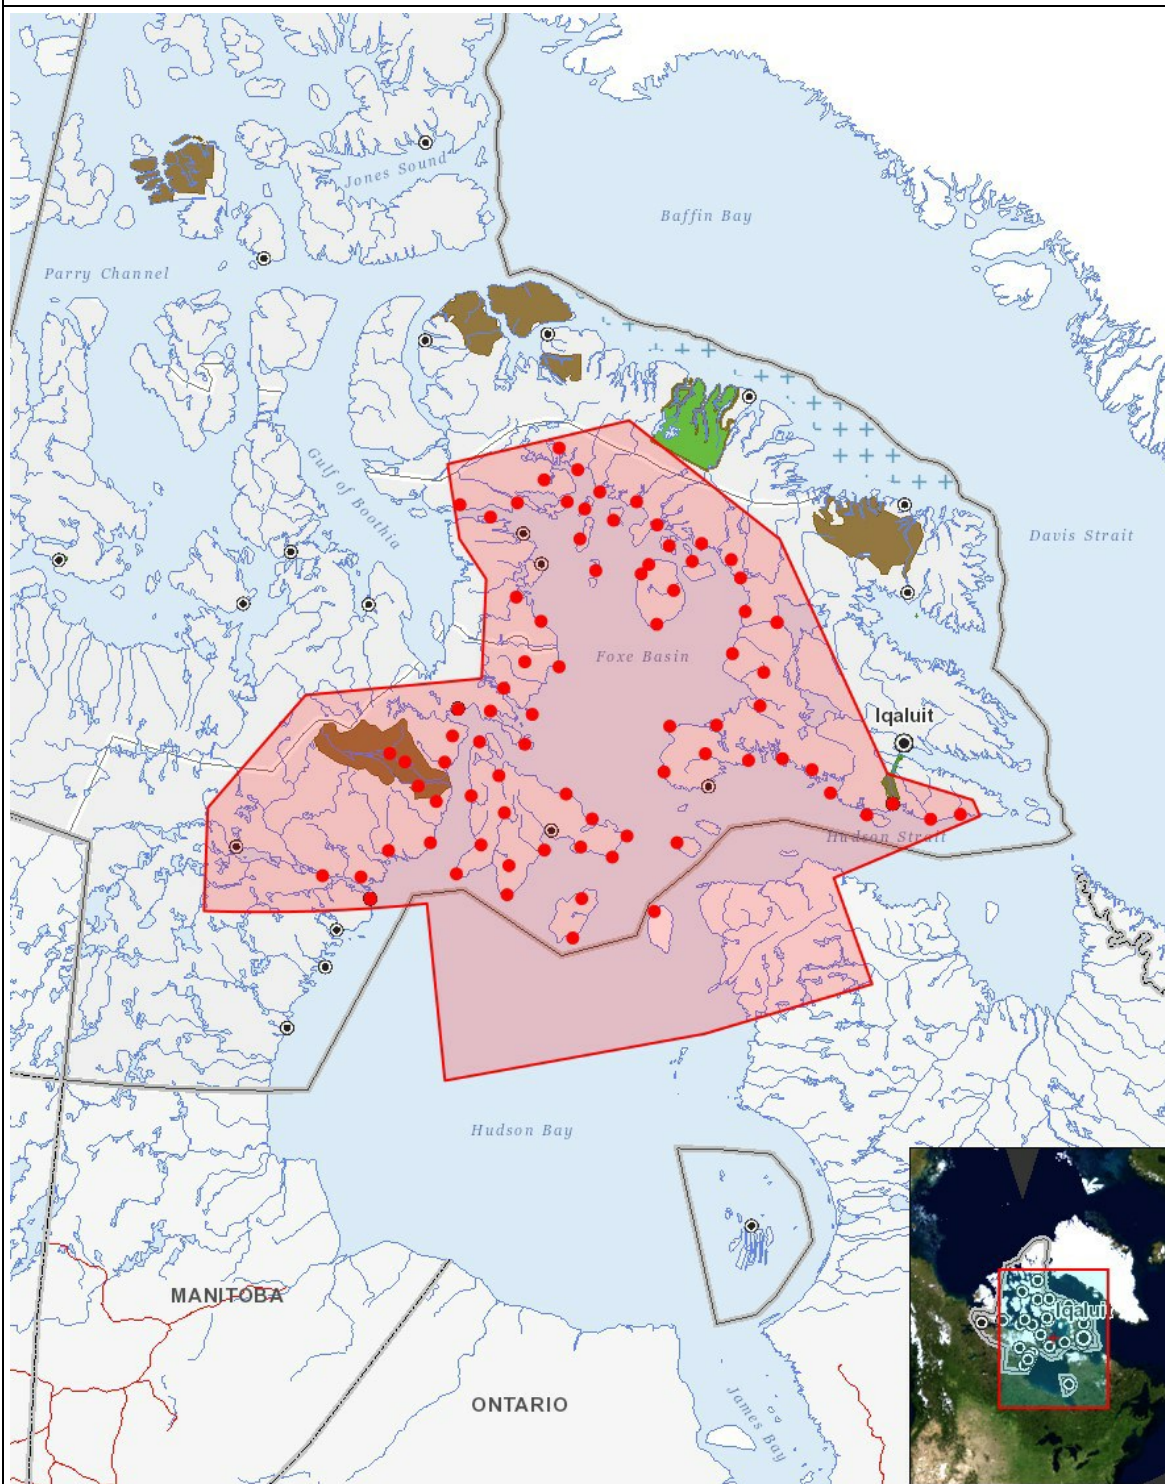 Jones Sound
Baffin Bay
Parry Channel
Gulf of Boothia
Davis Strait
Foxe Basin
Iqaluit
Hudson Strait
Hudson Bay
MANITOBA
Iqaluit
ONTARIO
James Bay